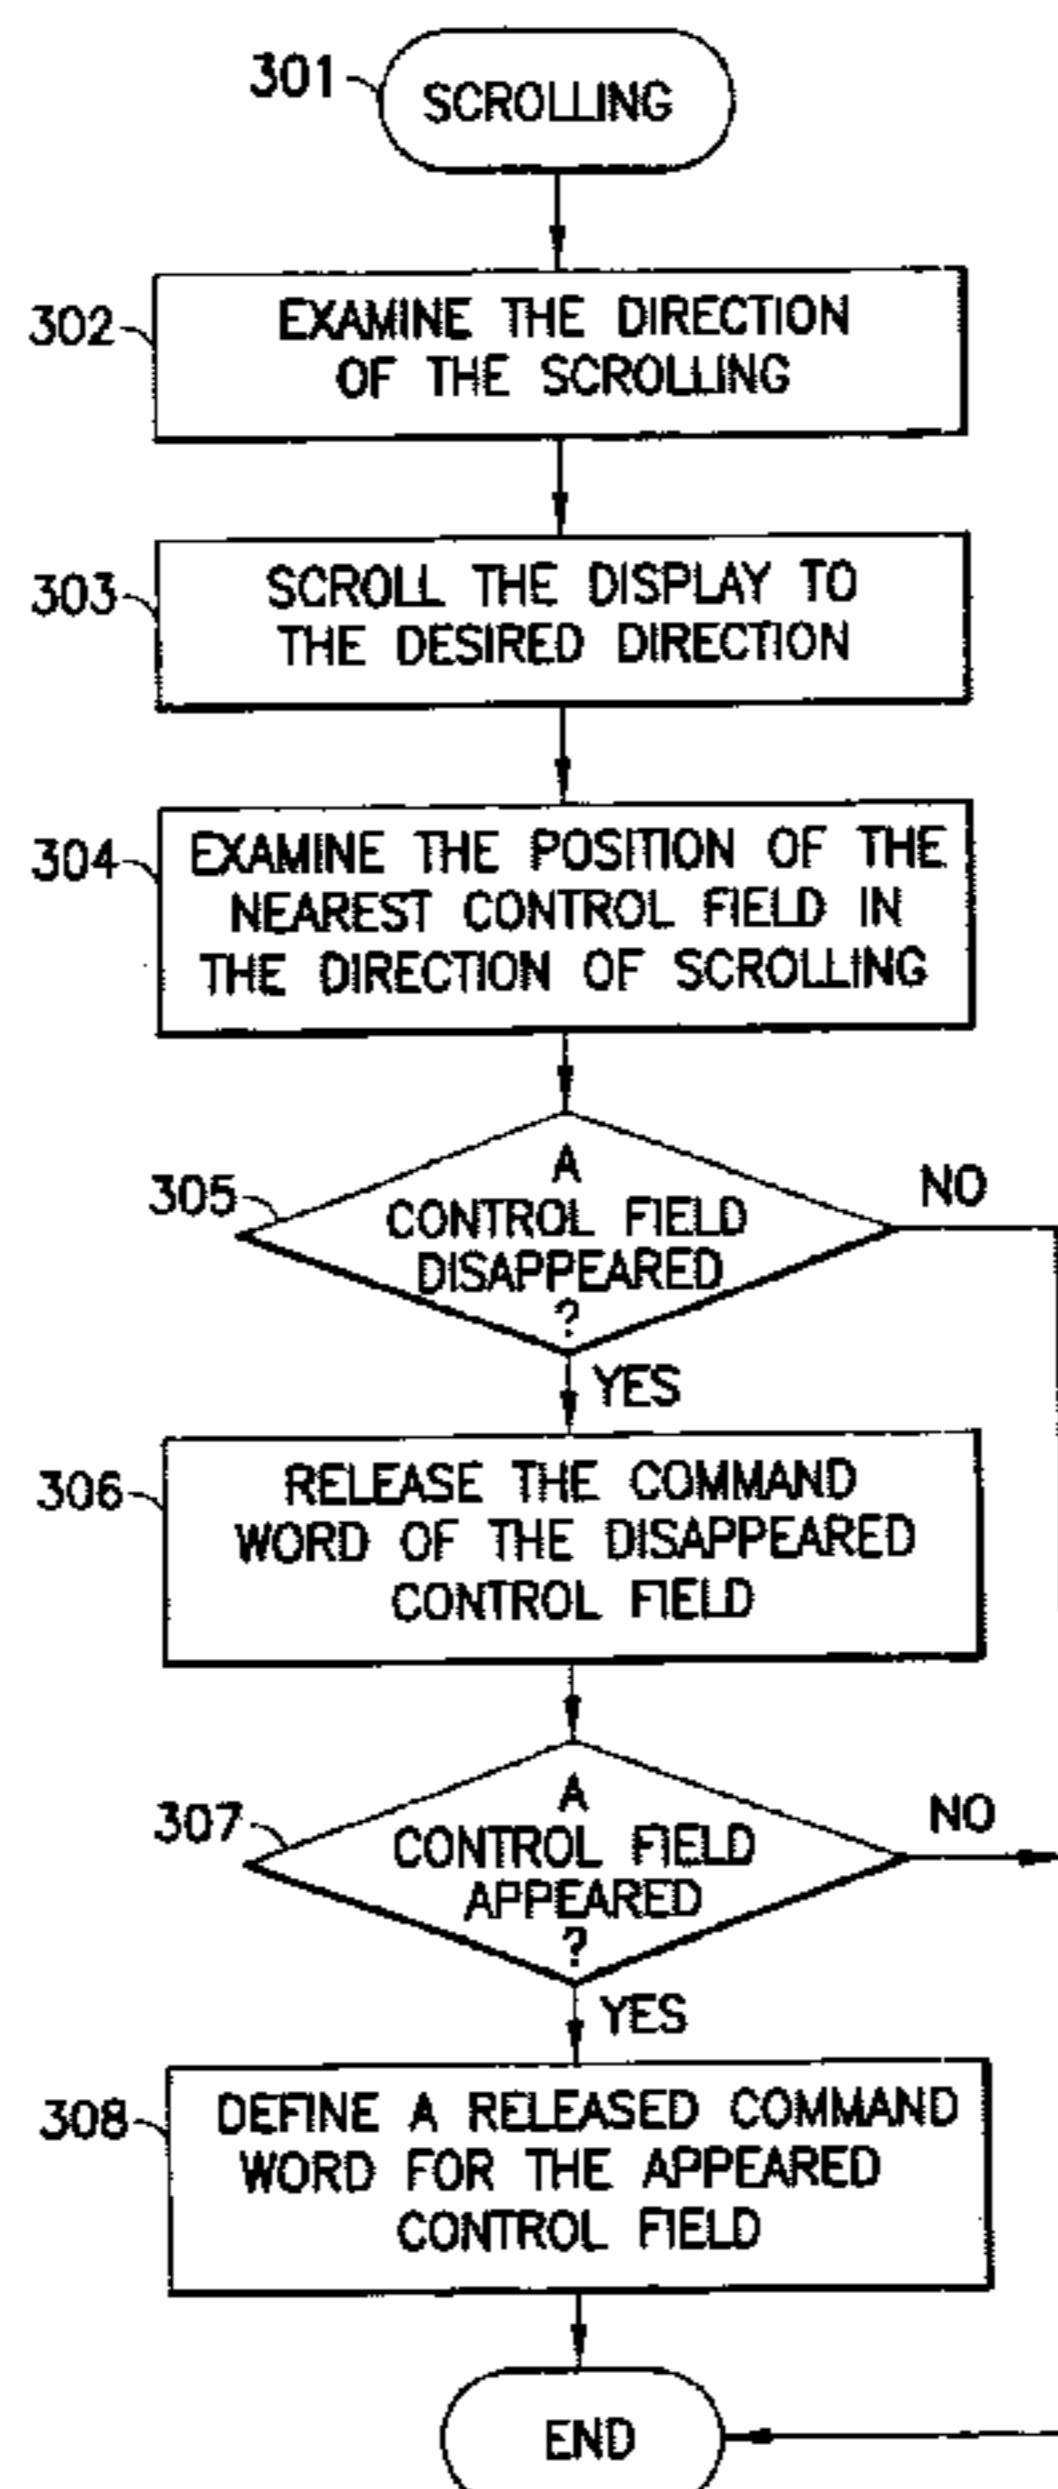 301
SCROLLING
302
EXAMINE THE DIRECTION
OF THE SCROLLING
303
SCROLL THE DISPLAY TO
THE DESIRED DIRECTION
304
EXAMINE THE POSITION OF THE
NEAREST CONTROL FIELD IN
THE DIRECTION OF SCROLLING
305
A
CONTROL FIELD
DISAPPEARED
?
NO
YES
306
RELEASE THE COMMAND
WORD OF THE DISAPPEARED
CONTROL FIELD
307
A
CONTROL FIELD
APPEARED
?
NO
YES
308
DEFINE A RELEASED COMMAND
WORD FOR THE APPEARED
CONTROL FIELD
END